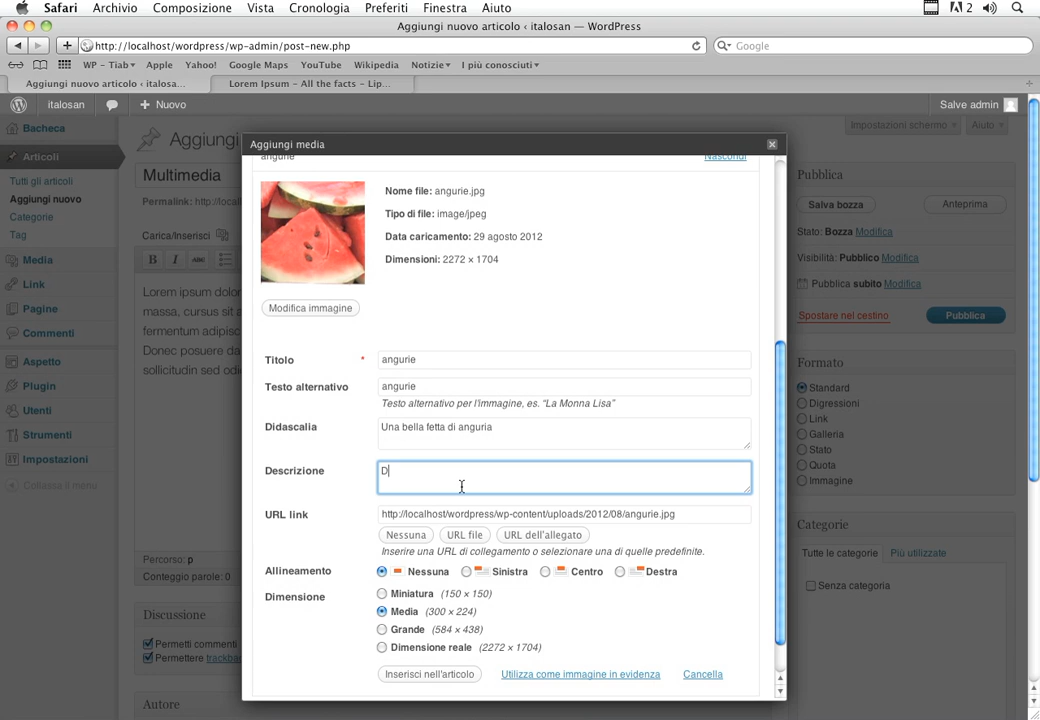 Safari Archivio Composizione Vista Cronologia Preferiti Finestra Aiuto 2
Aggiungi nuovo articolo ‹ italosan — WordPress
http://localhost/wordpress/wp-admin/post-new.php
Google
WP - Tiab Apple Yahoo! Google Maps YouTube Wikipedia Notizie I più conosciuti
Aggiungi nuovo articolo ‹ italosa...
Lorem Ipsum - All the facts - Lip...
italosan Nuovo Salve admin
Bacheca
Articoli
Tutti gli articoli
Aggiungi nuovo
Categorie
Tag
Media
Link
Pagine
Commenti
Aspetto
Plugin
Utenti
Strumenti
Impostazioni
Collassa il menu
Aggiungi
Impostazioni schermo Aiuto
Multimedia
Permalink: http://local
Carica/Inserisci
B I ABC
Lorem ipsum dolor
massa, cursus sit a
fermentum adipisc
Donec posuere da
sollicitudin sed odi
Percorso: p
Conteggio parole: 0
Discussione
Permetti commenti
Permettere trackbac
Autore
Aggiungi media
angurie Nascondi
Nome file: angurie.jpg
Tipo di file: image/jpeg
Data caricamento: 29 agosto 2012
Dimensioni: 2272 × 1704
Modifica immagine
Titolo * angurie
Testo alternativo angurie
Testo alternativo per l'immagine, es. “La Monna Lisa”
Didascalia Una bella fetta di anguria
Descrizione D
URL link http://localhost/wordpress/wp-content/uploads/2012/08/angurie.jpg
Nessuna URL file URL dell'allegato
Inserire una URL di collegamento o selezionare una di quelle predefinite.
Allineamento Nessuna Sinistra Centro Destra
Dimensione Miniatura (150 × 150)
Media (300 × 224)
Grande (584 × 438)
Dimensione reale (2272 × 1704)
Inserisci nell'articolo Utilizza come immagine in evidenza Cancella
Pubblica
Salva bozza Anteprima
Stato: Bozza Modifica
Visibilità: Pubblico Modifica
Pubblica subito Modifica
Spostare nel cestino Pubblica
Formato
Standard
Digressioni
Link
Galleria
Stato
Quota
Immagine
Categorie
Tutte le categorie Più utilizzate
Senza categoria